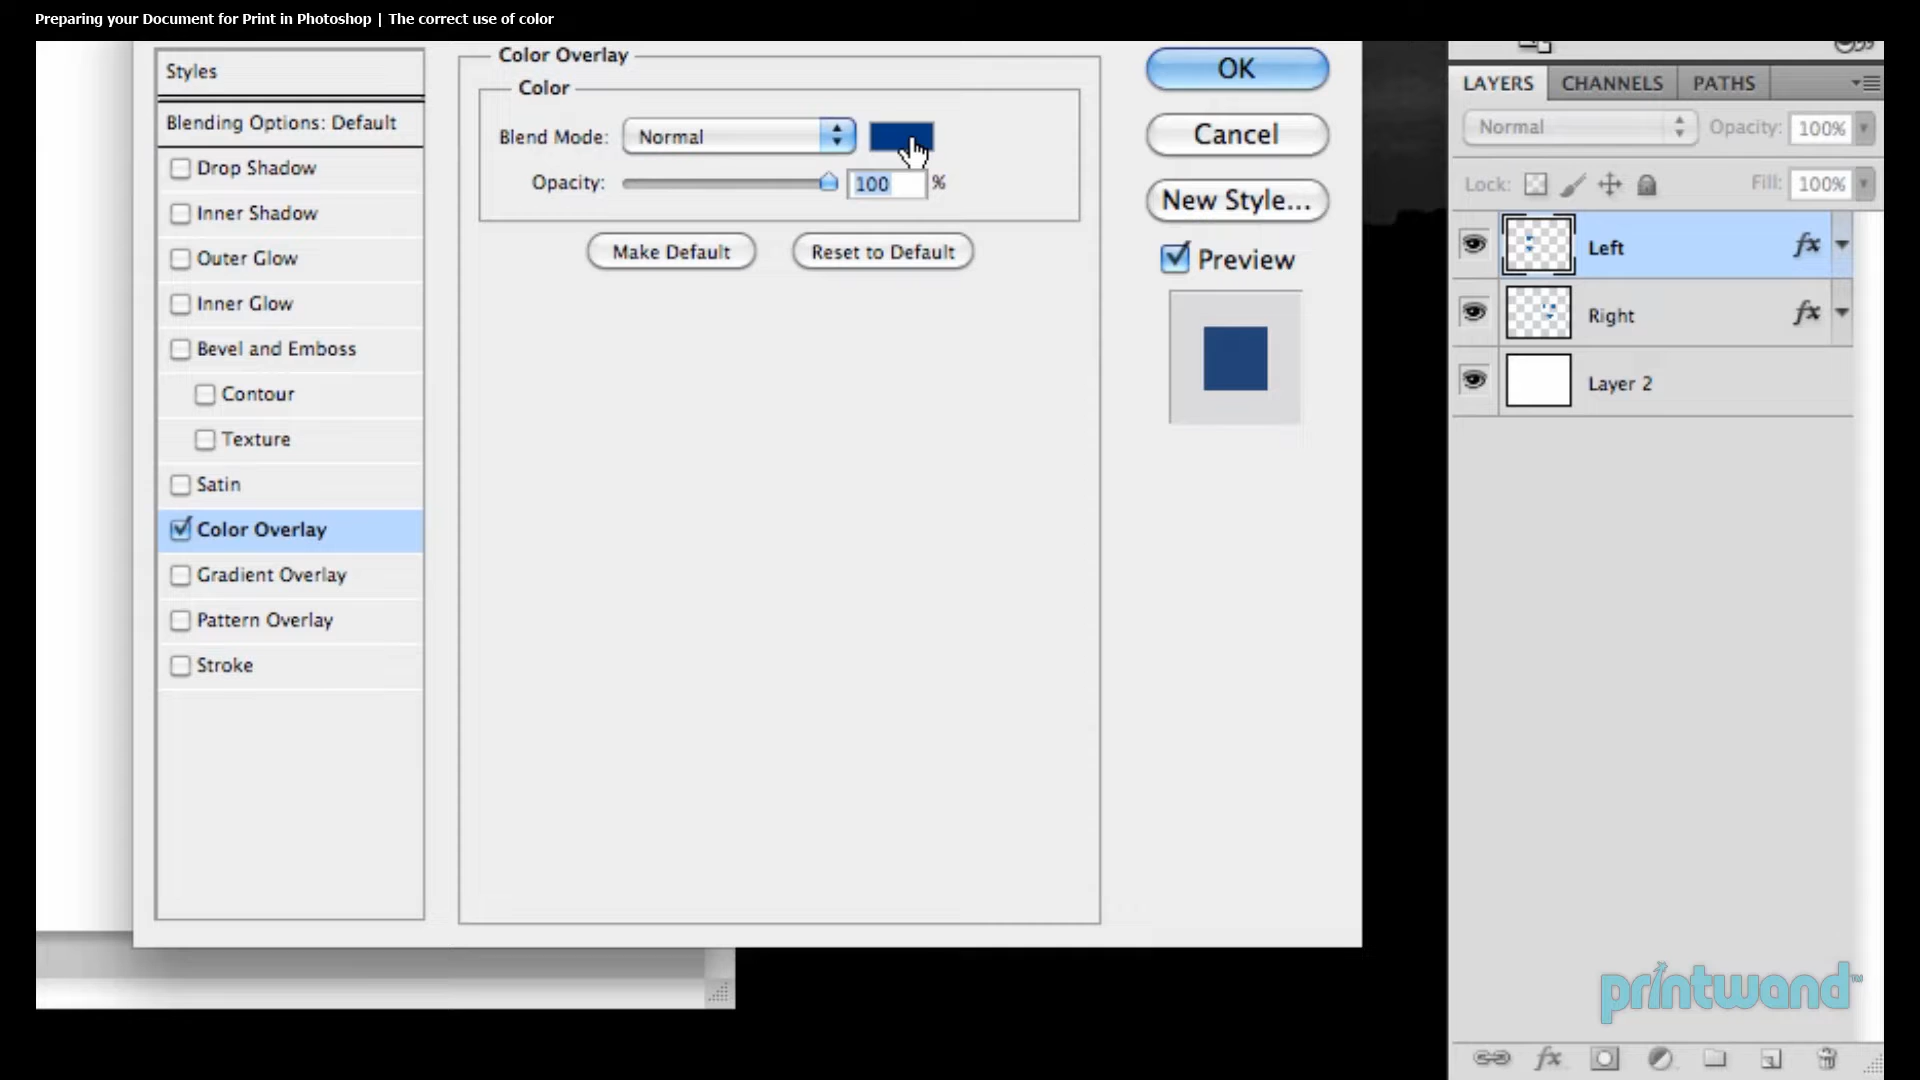 Preparing your Document for Print in Photoshop | The correct use of color
Styles
Blending Options: Default
Drop Shadow
Inner Shadow
Outer Glow
Inner Glow
Bevel and Emboss
Contour
Texture
Satin
Color Overlay
Gradient Overlay
Pattern Overlay
Stroke
Color Overlay
Color
Blend Mode: Normal
Opacity: 100 %
Make Default Reset to Default
OK
Cancel
New Style...
Preview
LAYERS CHANNELS PATHS
Normal Opacity: 100%
Lock: Fill: 100%
Left fx
Right fx
Layer 2
printwand™
fx